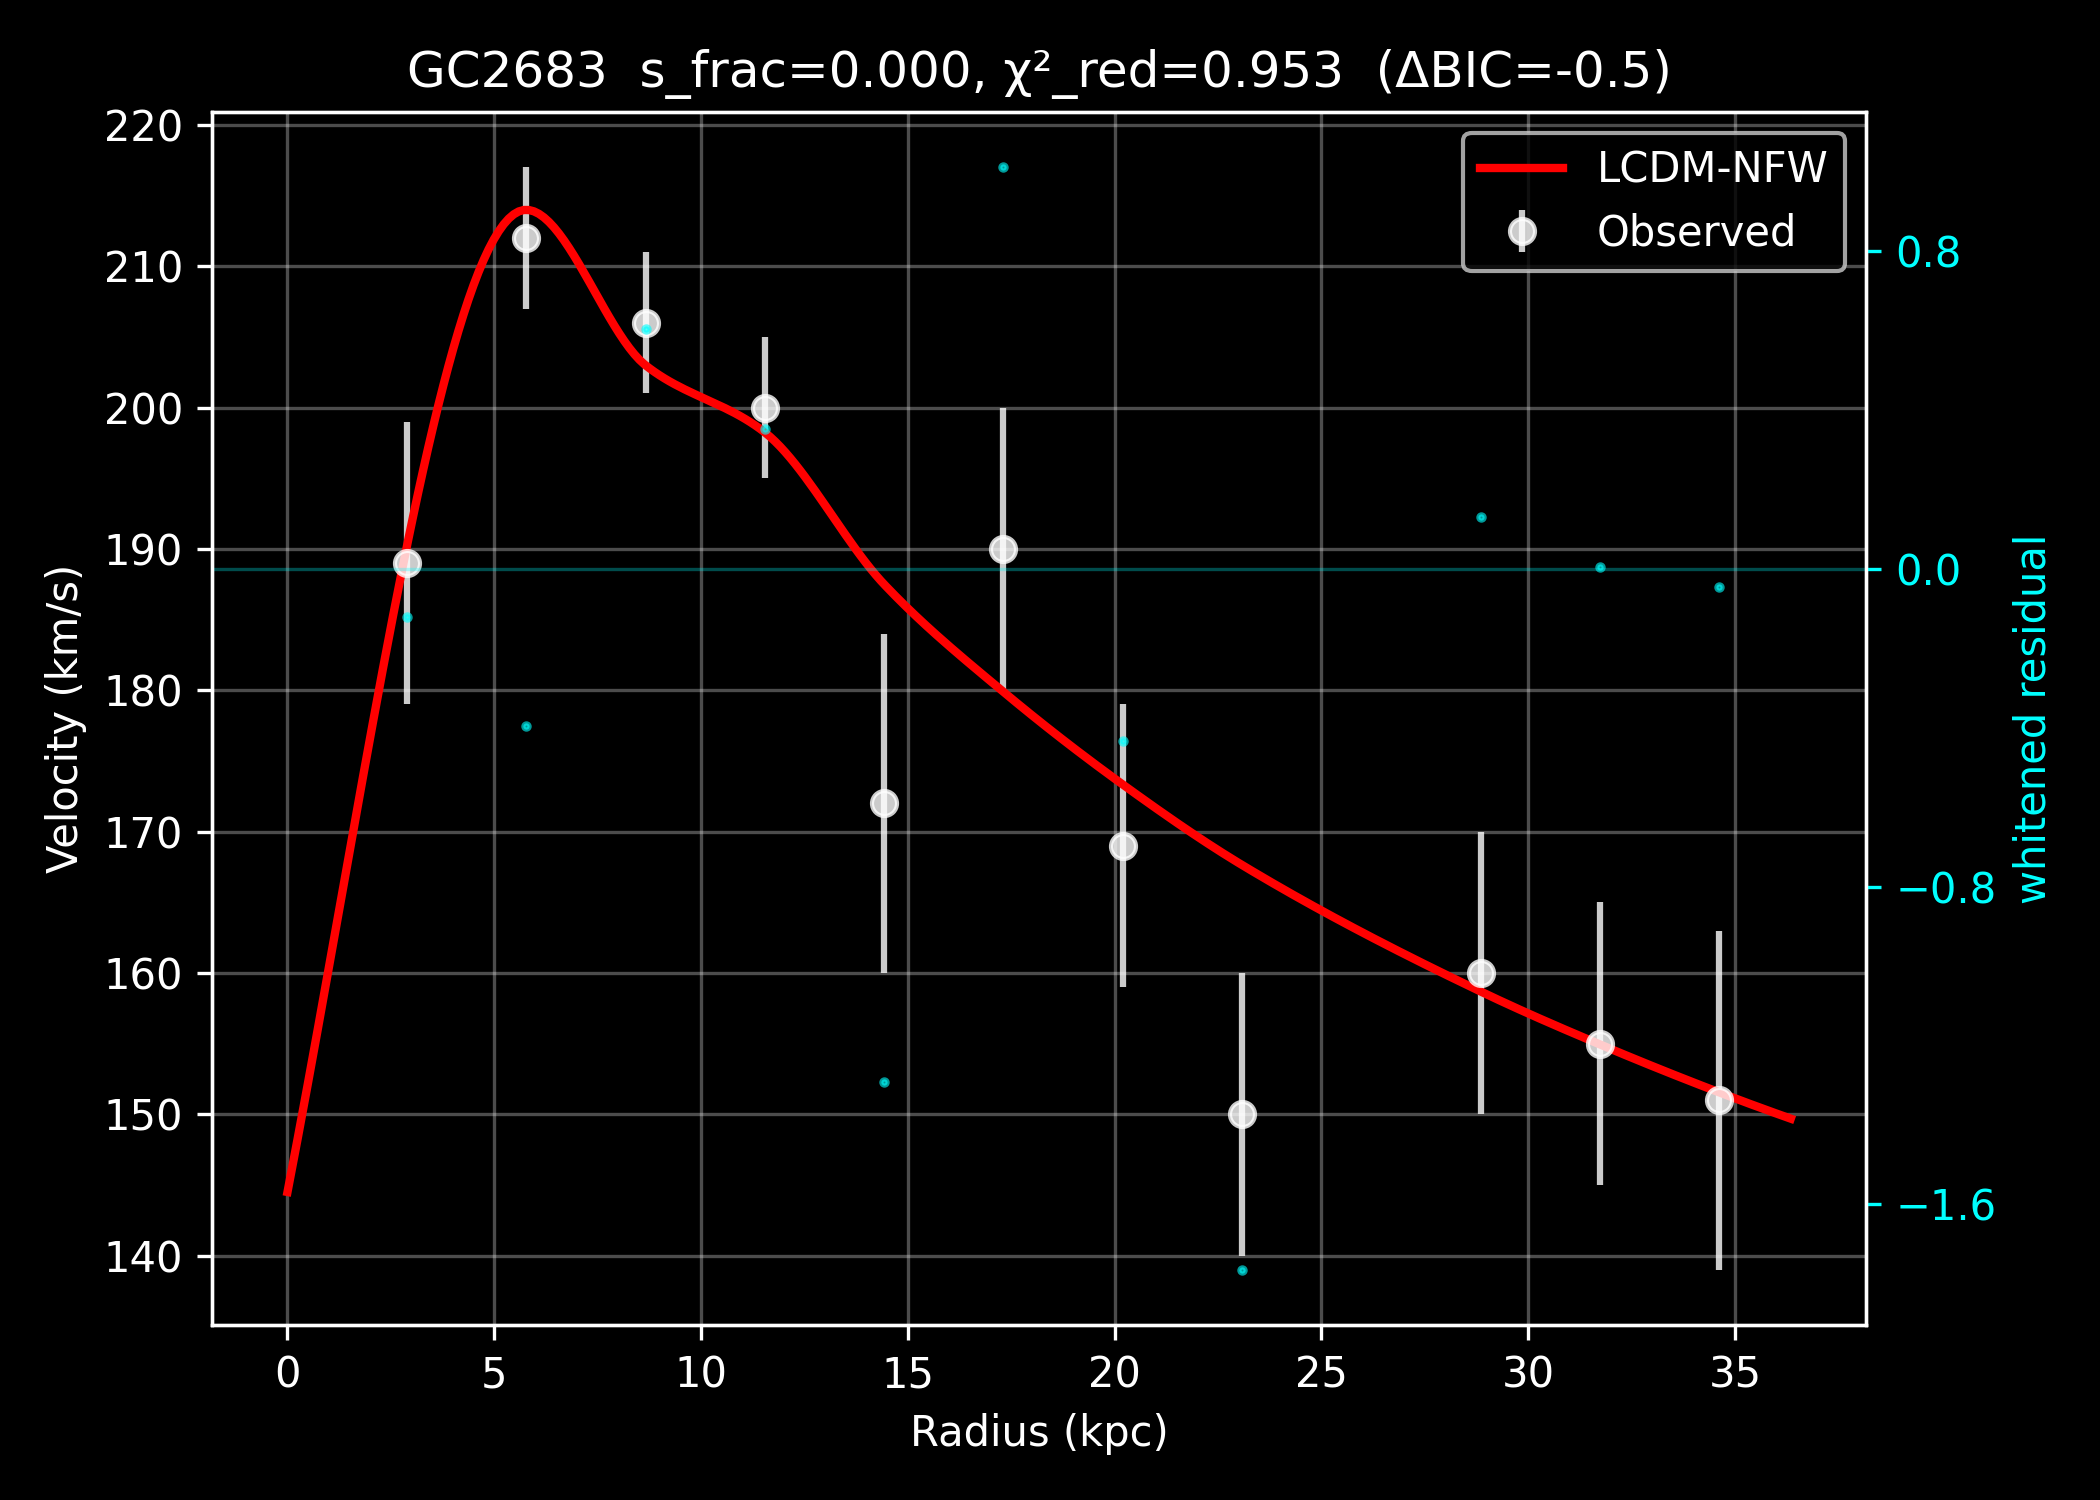 GC2683  s_frac=0.000, χ²_red=0.953  (ΔBIC=-0.5)
LCDM-NFW
Observed
Velocity (km/s)
220
210
200
190
180
170
160
150
140
0.8
0.0
−0.8
−1.6
whitened residual
0 5 10 15 20 25 30 35
Radius (kpc)